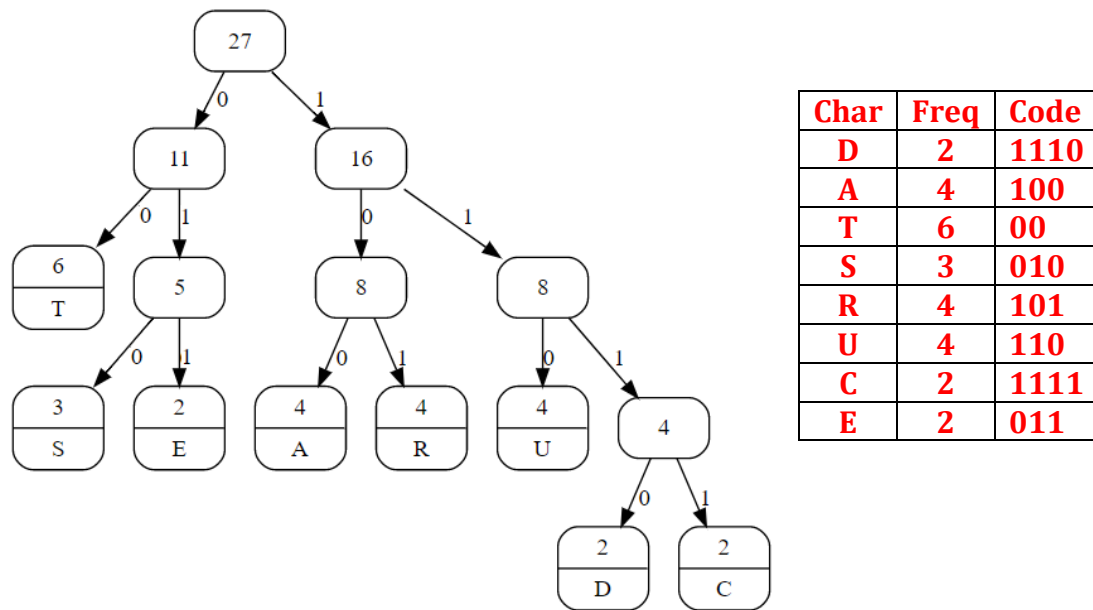 27
0 1
11 16
0 1 0 1
6
T
5 8 8
0 1 0 1 0 1
3 2 4 4 4
S E A R U
4
0 1
2 2
D C
Char Freq Code
D 2 1110
A 4 100
T 6 00
S 3 010
R 4 101
U 4 110
C 2 1111
E 2 011